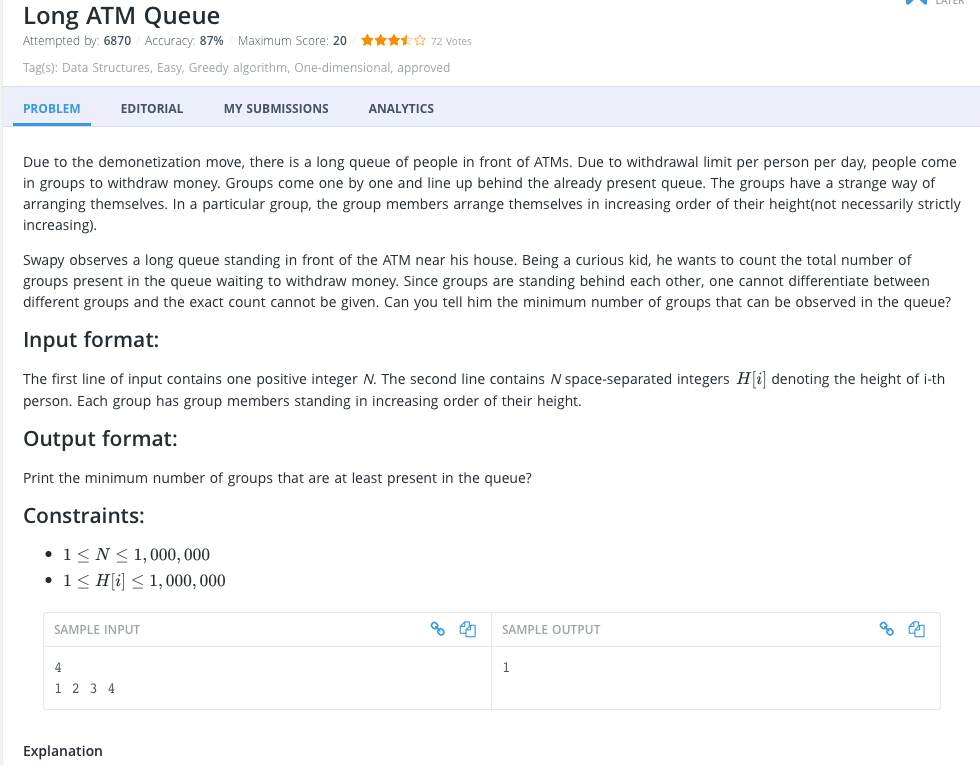 Long ATM Queue
LATER
Attempted by: 6870 / Accuracy: 87% / Maximum Score: 20 / 72 Votes
Tag(s): Data Structures, Easy, Greedy algorithm, One-dimensional, approved
PROBLEM EDITORIAL MY SUBMISSIONS ANALYTICS
Due to the demonetization move, there is a long queue of people in front of ATMs. Due to withdrawal limit per person per day, people come
in groups to withdraw money. Groups come one by one and line up behind the already present queue. The groups have a strange way of
arranging themselves. In a particular group, the group members arrange themselves in increasing order of their height(not necessarily strictly
increasing).
Swapy observes a long queue standing in front of the ATM near his house. Being a curious kid, he wants to count the total number of
groups present in the queue waiting to withdraw money. Since groups are standing behind each other, one cannot differentiate between
different groups and the exact count cannot be given. Can you tell him the minimum number of groups that can be observed in the queue?
Input format:
The first line of input contains one positive integer N. The second line contains N space-separated integers H[i] denoting the height of i-th
person. Each group has group members standing in increasing order of their height.
Output format:
Print the minimum number of groups that are at least present in the queue?
Constraints:
• 1 ≤ N ≤ 1,000,000
• 1 ≤ H[i] ≤ 1,000,000
SAMPLE INPUT SAMPLE OUTPUT
4 1
1 2 3 4
Explanation